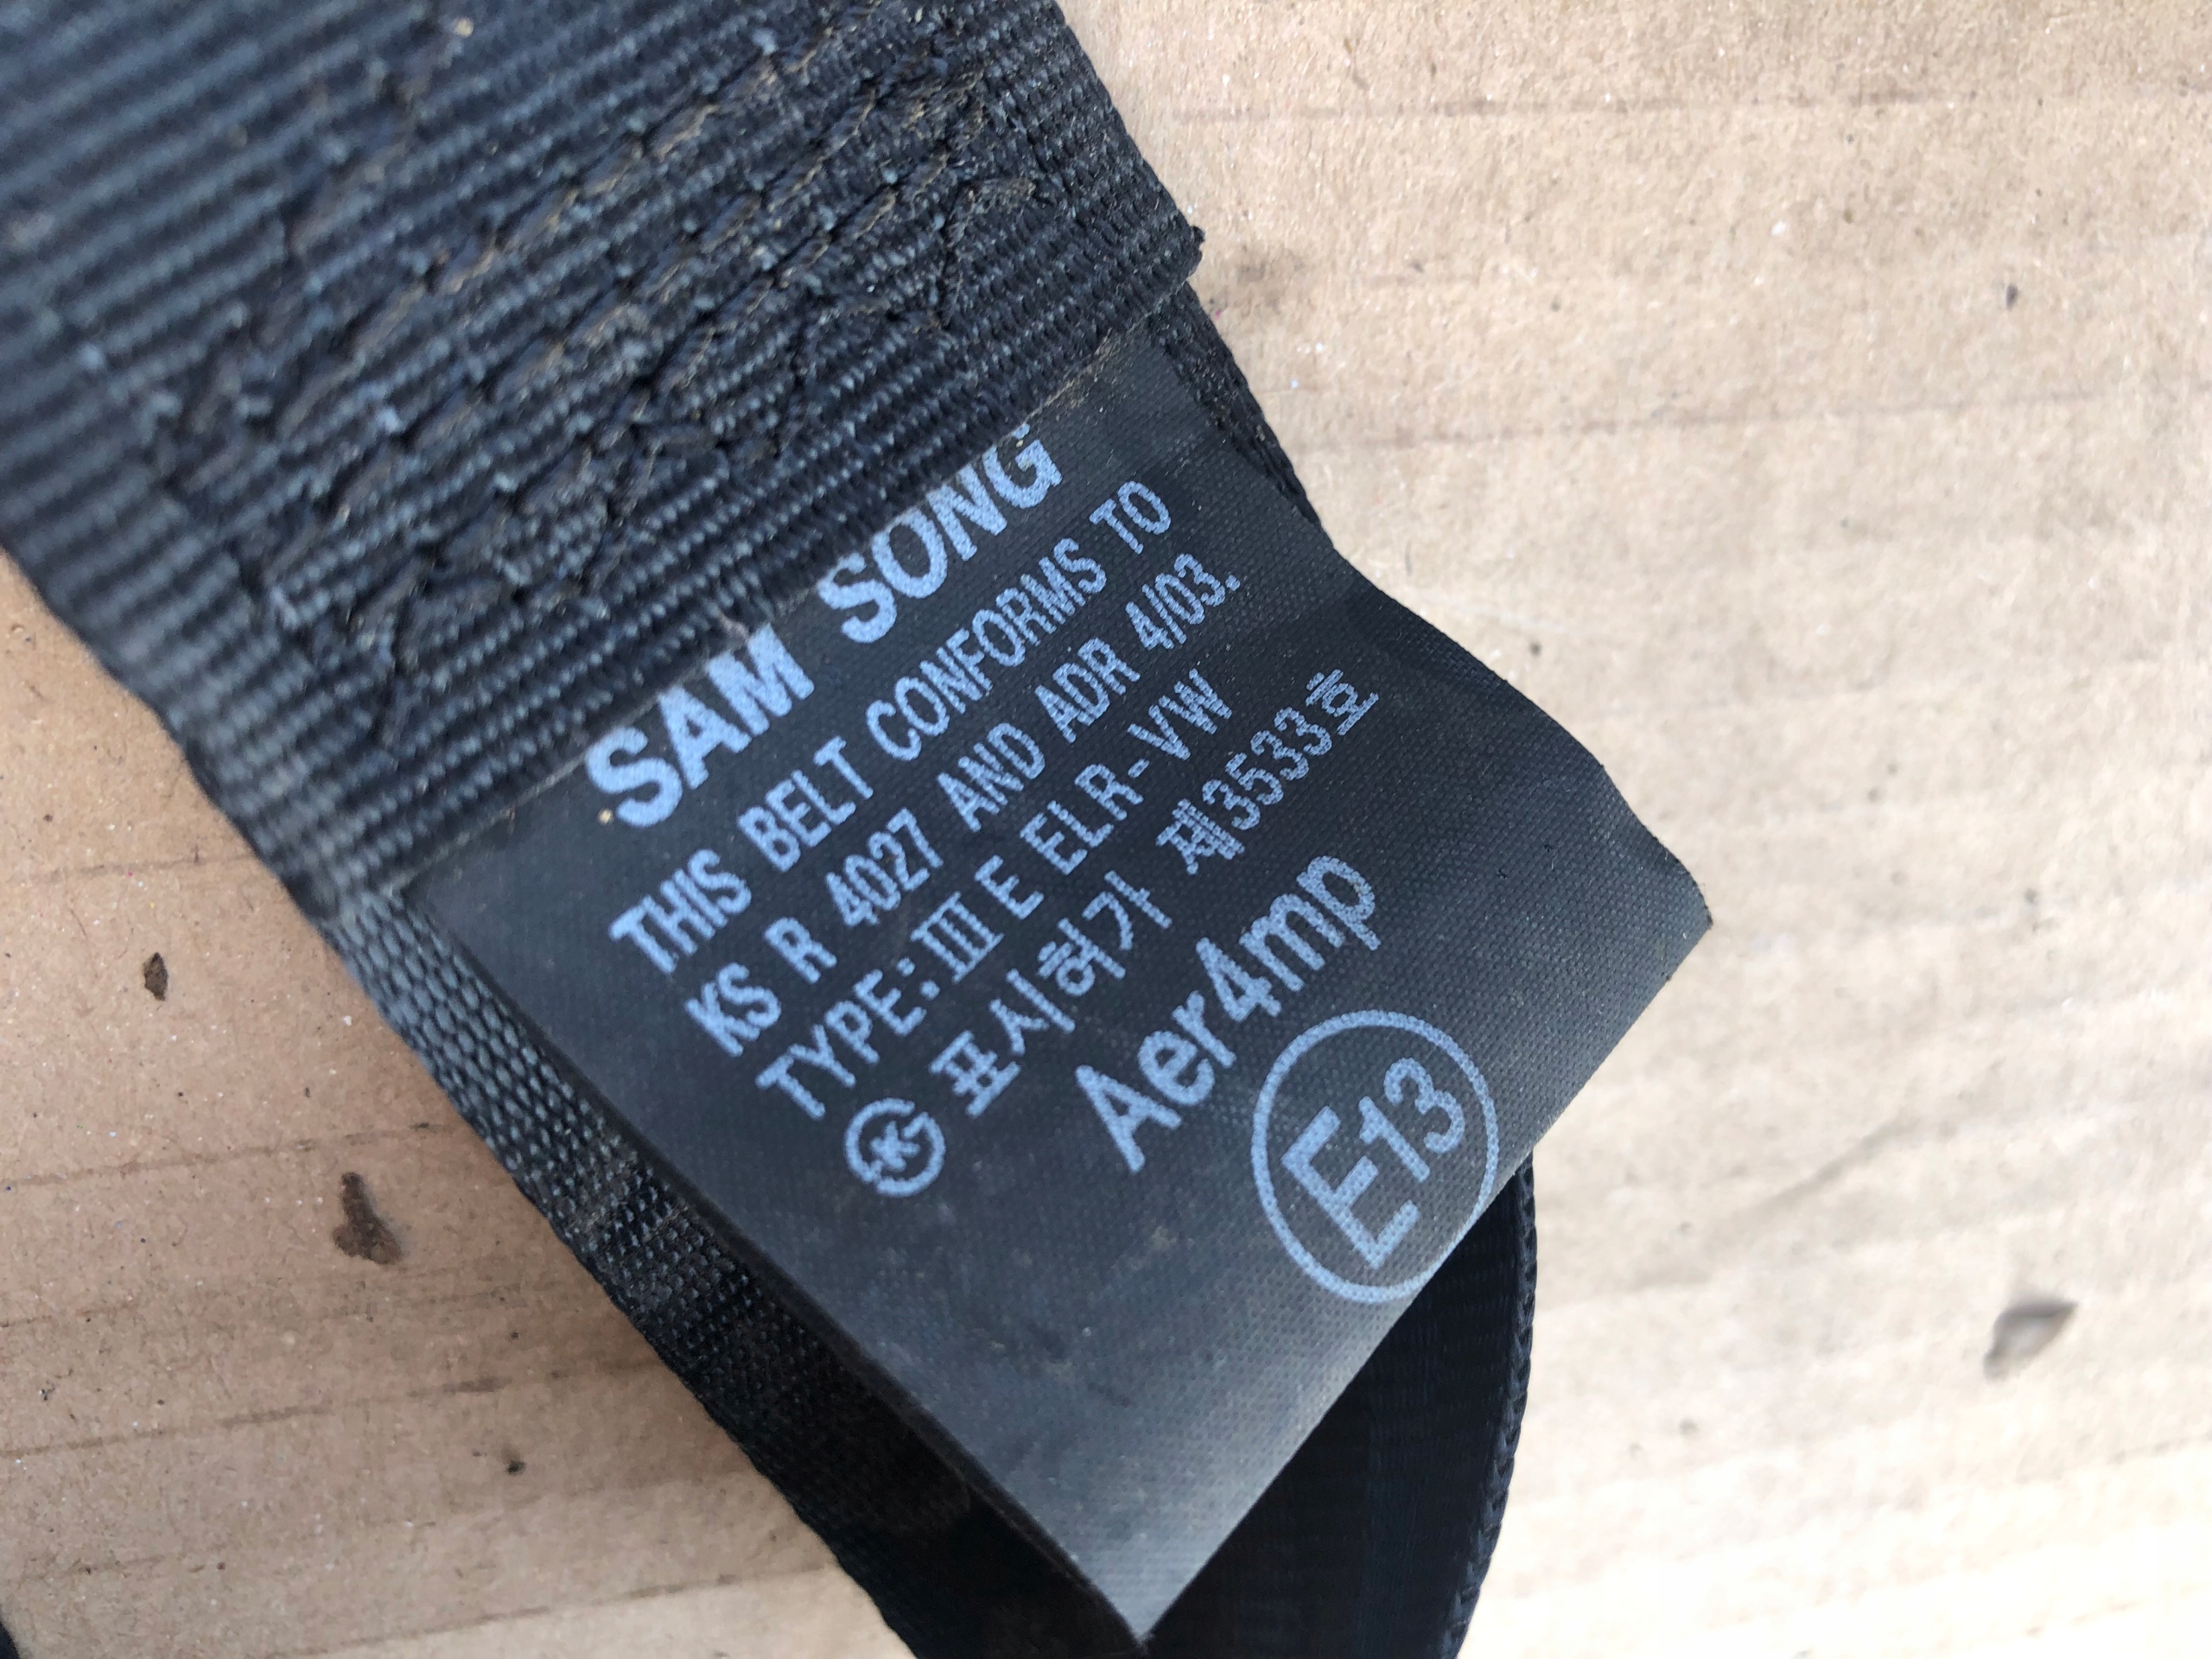 SAM SONG
THIS BELT CONFORMS TO
KS R 4027 AND ADR 4/03.
TYPE:Ⅲ E ELR-VW
KG 표시허가 제3533호
Aer4mp
E13